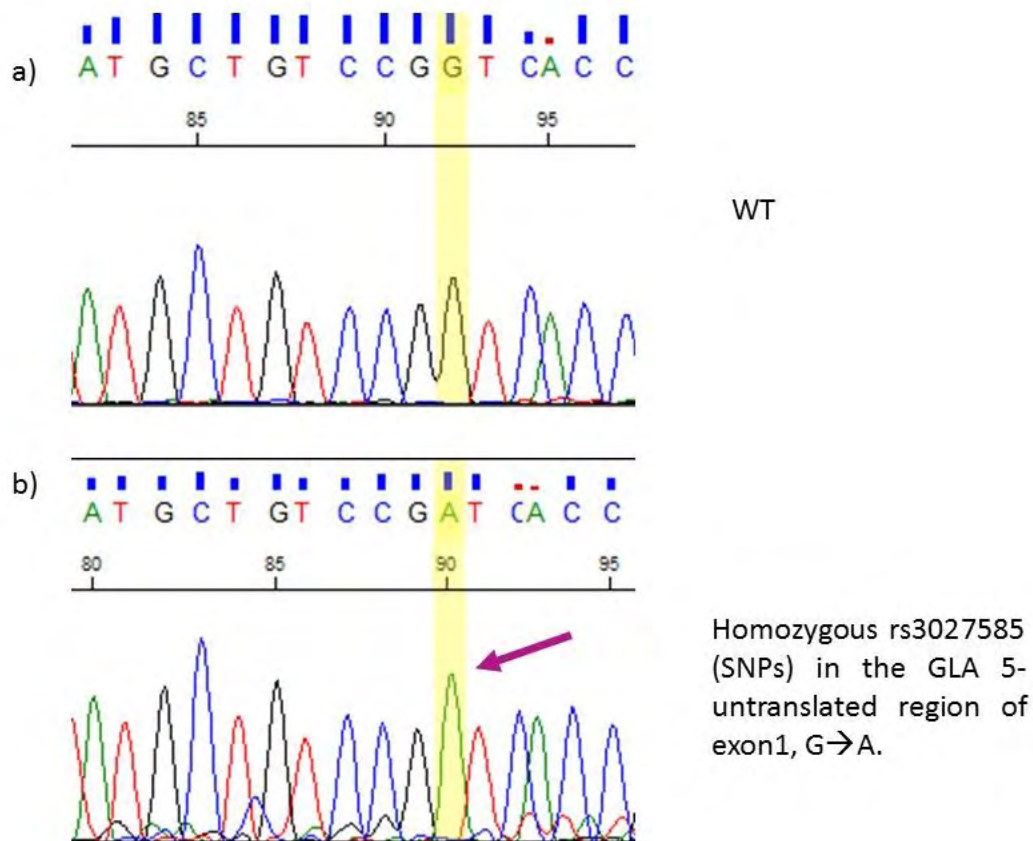 a)
A T G C T G T C C G G T C A C C
85 90 95
WT
b)
A T G C T G T C C G A T C A C C
80 85 90 95
Homozygous rs3027585
(SNPs) in the GLA 5-
untranslated region of
exon1, G→A.